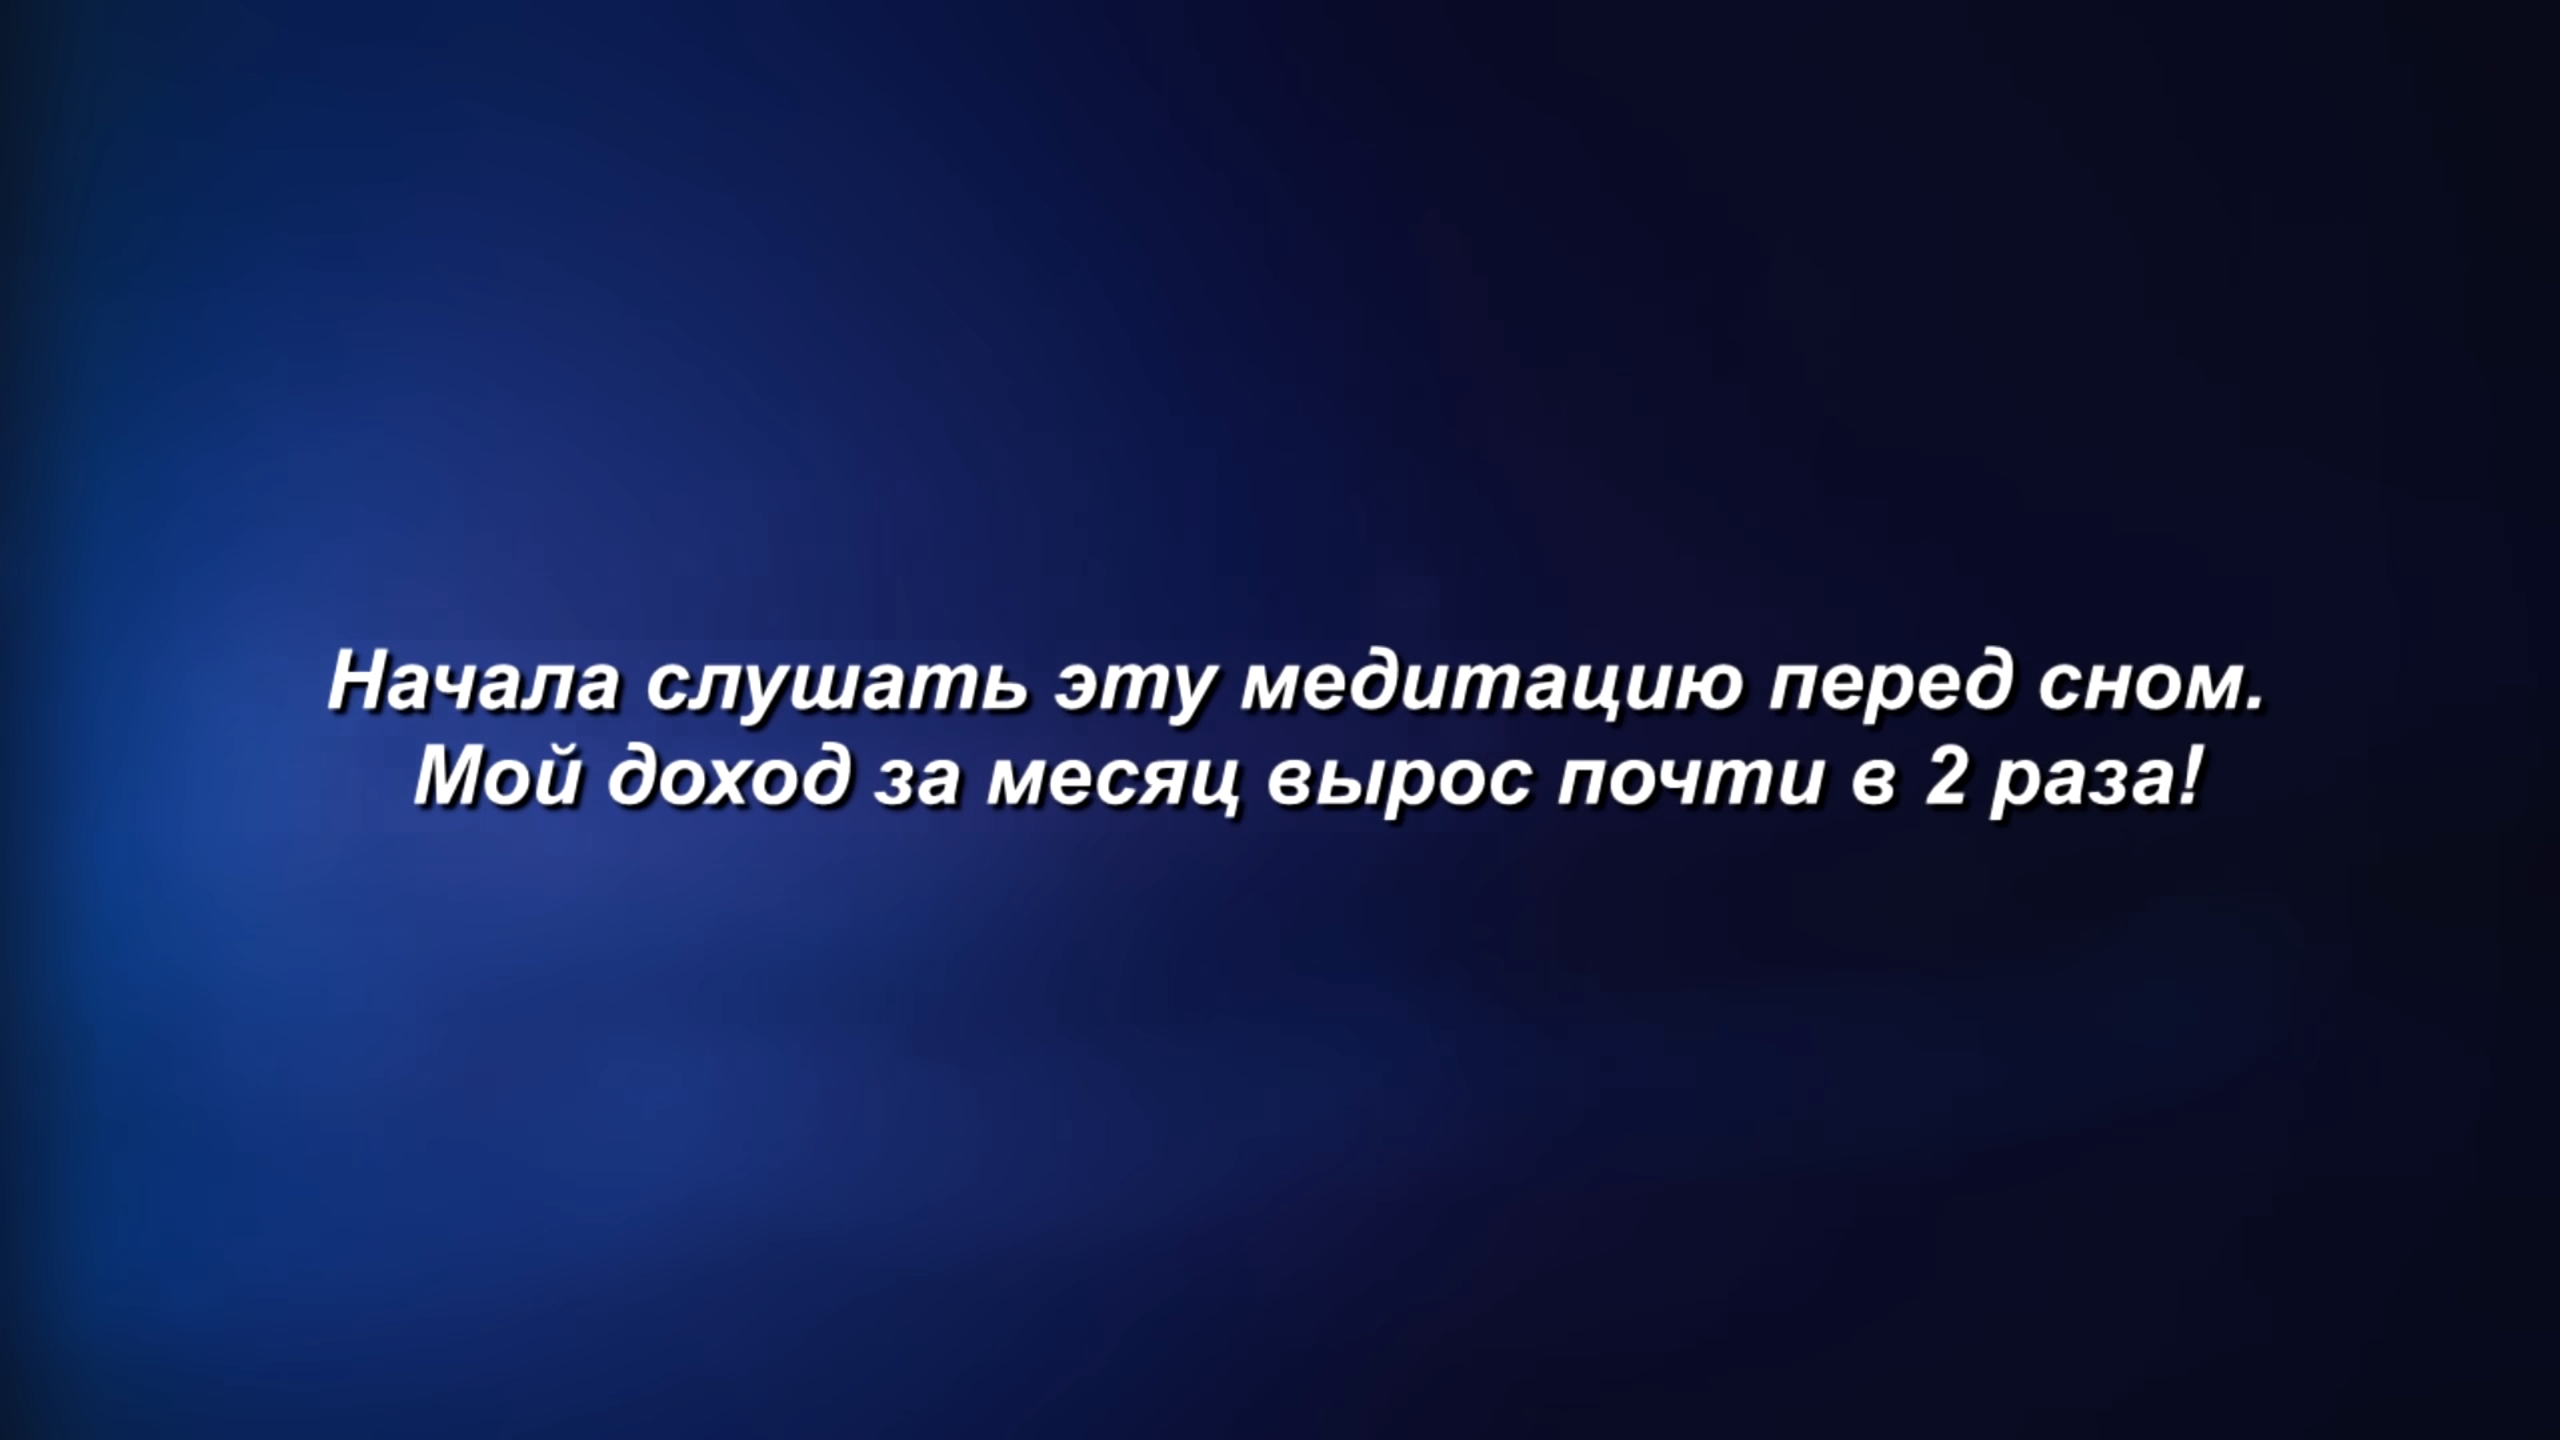 Начала слушать эту медитацию перед сном.
Мой доход за месяц вырос почти в 2 раза!